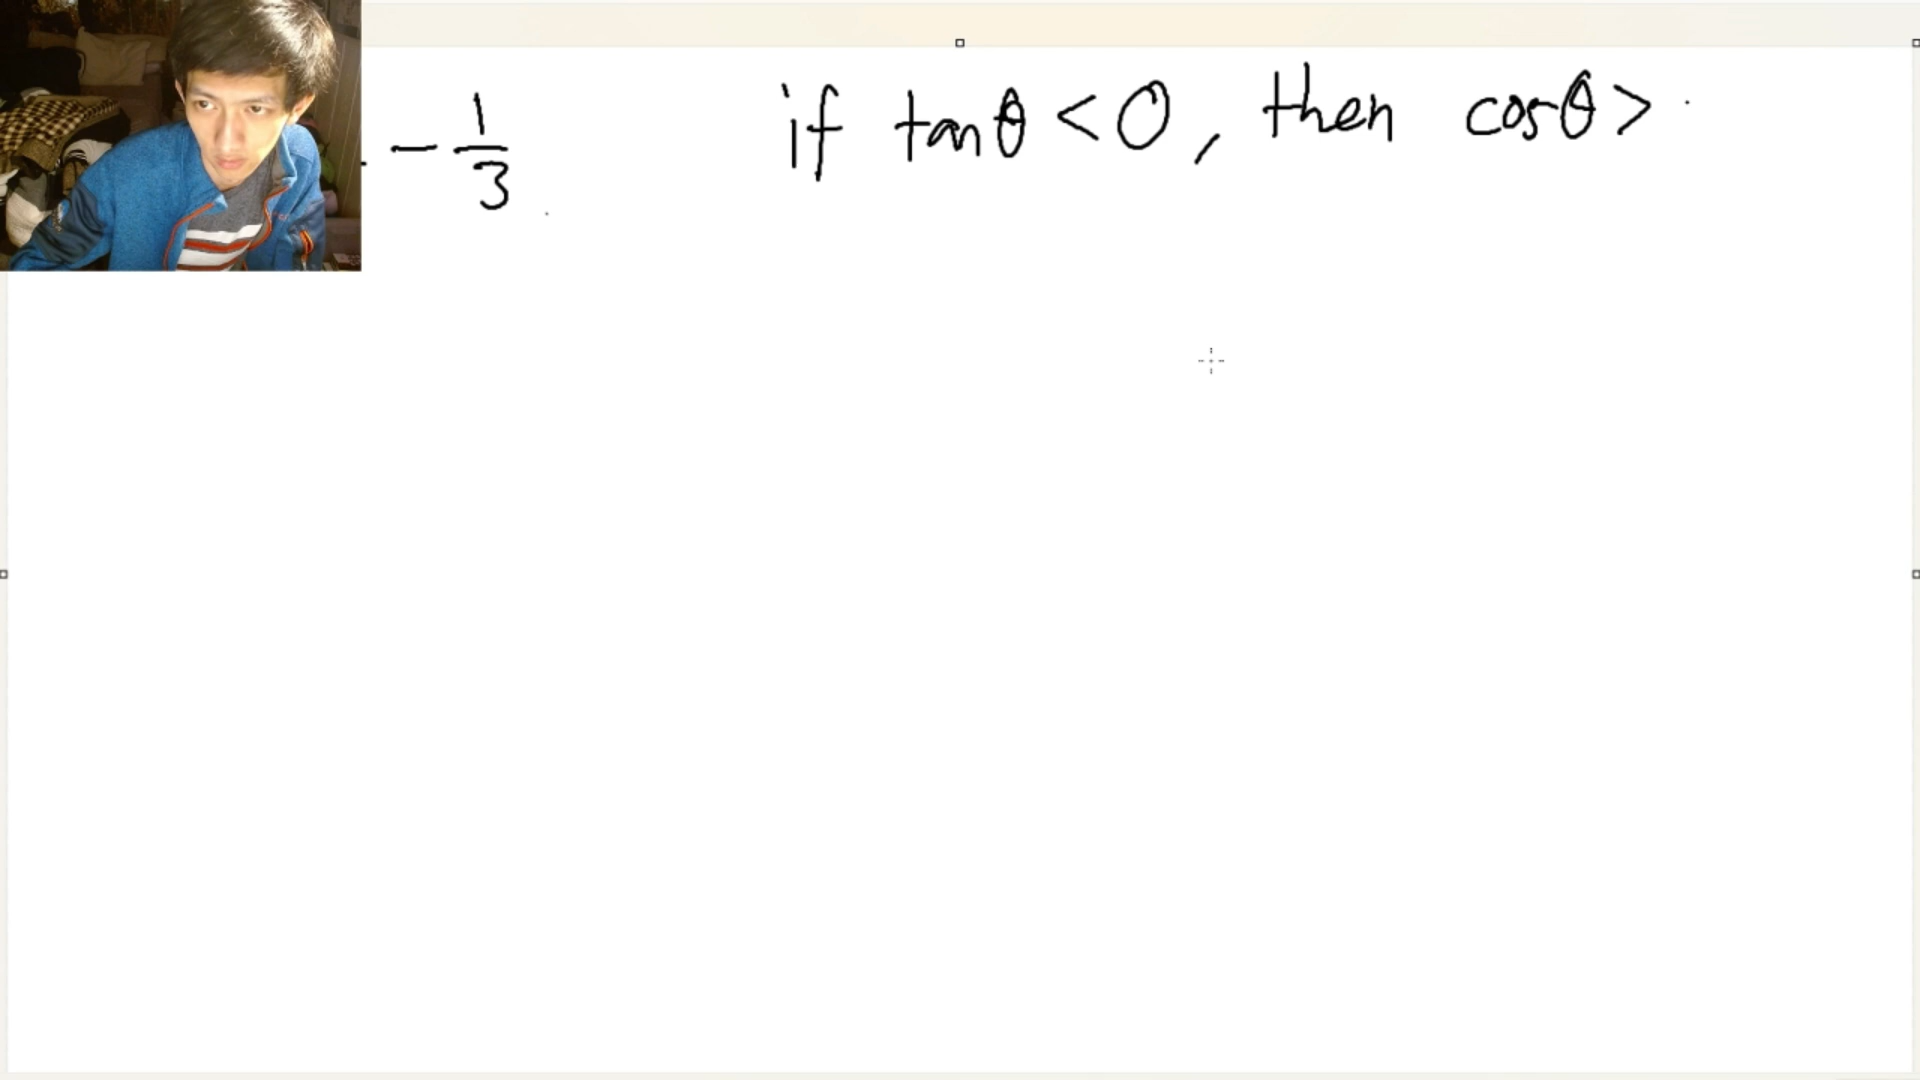 - 1/3
if tanθ < 0, then cosθ >